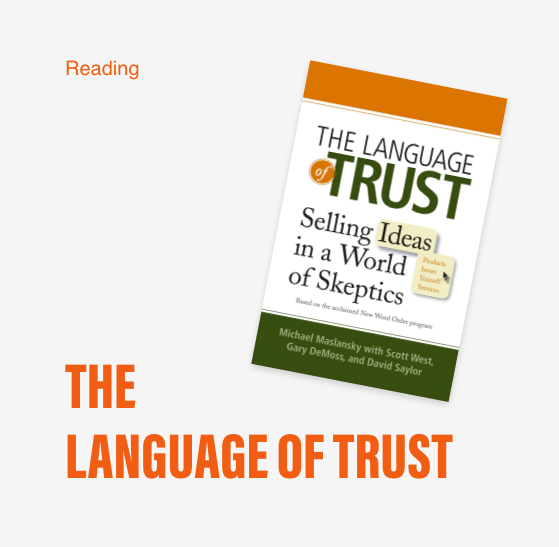 Reading
THE LANGUAGE
of TRUST
Selling Ideas
in a World
of Skeptics
Products
Issues
Yourself
Services
Based on the acclaimed New Word Order program
Michael Maslansky with Scott West,
Gary DeMoss, and David Saylor
THE
LANGUAGE OF TRUST